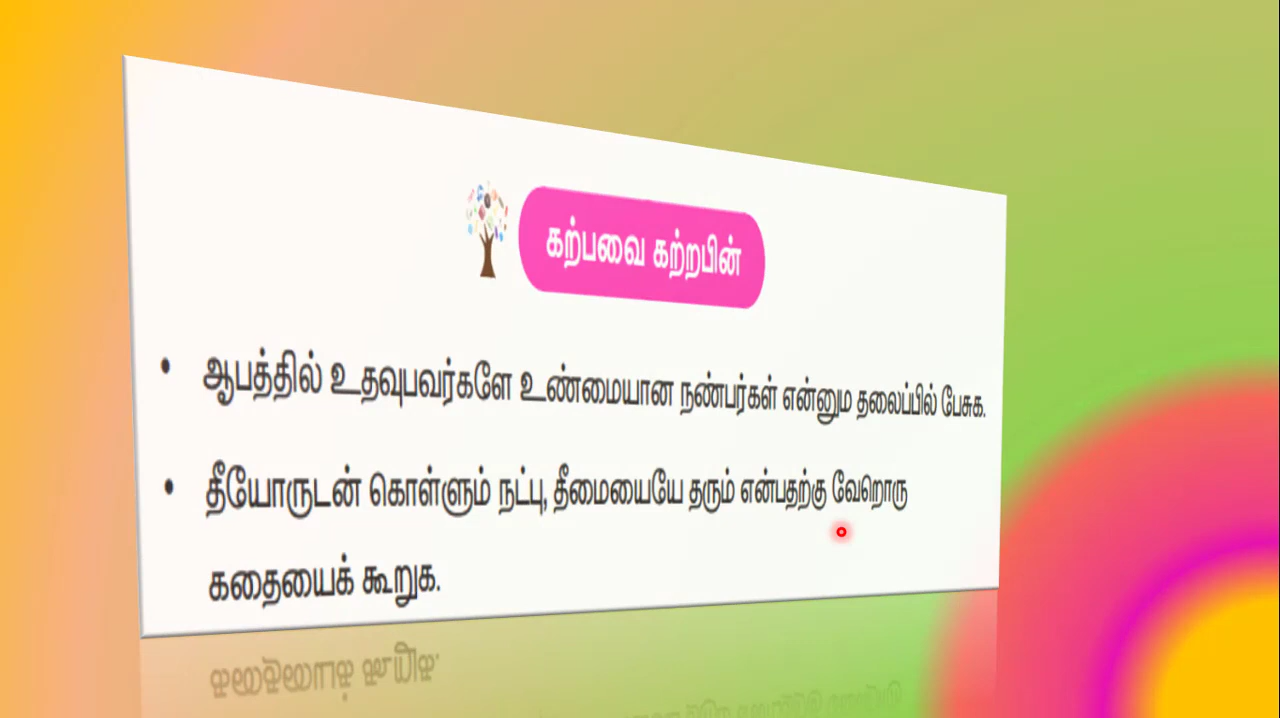 கற்பவை கற்றபின்
• ஆபத்தில் உதவுபவர்களே உண்மையான நண்பர்கள் என்னும தலைப்பில் பேசுக.
• தீயோருடன் கொள்ளும் நட்பு, தீமையையே தரும் என்பதற்கு வேறொரு
கதையைக் கூறுக.